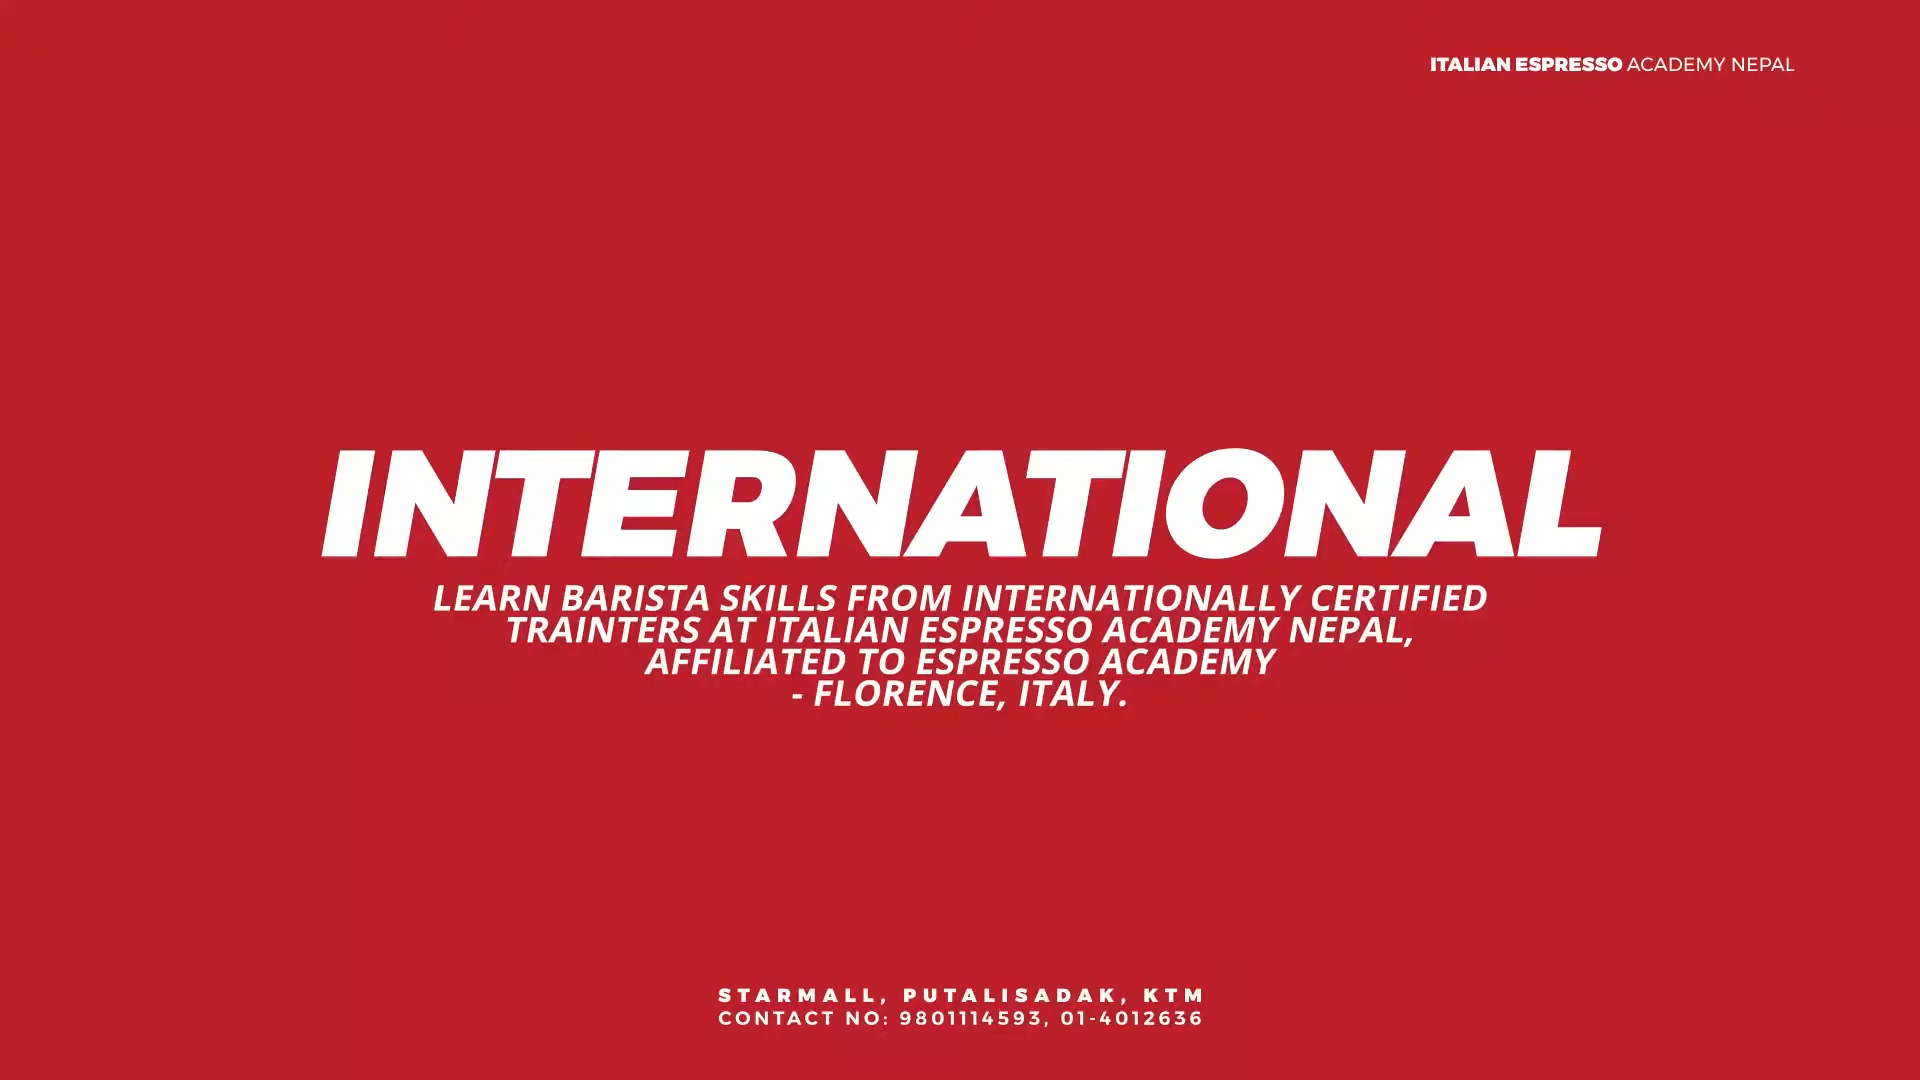 ITALIAN ESPRESSO ACADEMY NEPAL
INTERNATIONAL
LEARN BARISTA SKILLS FROM INTERNATIONALLY CERTIFIED
TRAINTERS AT ITALIAN ESPRESSO ACADEMY NEPAL,
AFFILIATED TO ESPRESSO ACADEMY
- FLORENCE, ITALY.
STARMALL, PUTALISADAK, KTM
CONTACT NO: 9801114593, 01-4012636